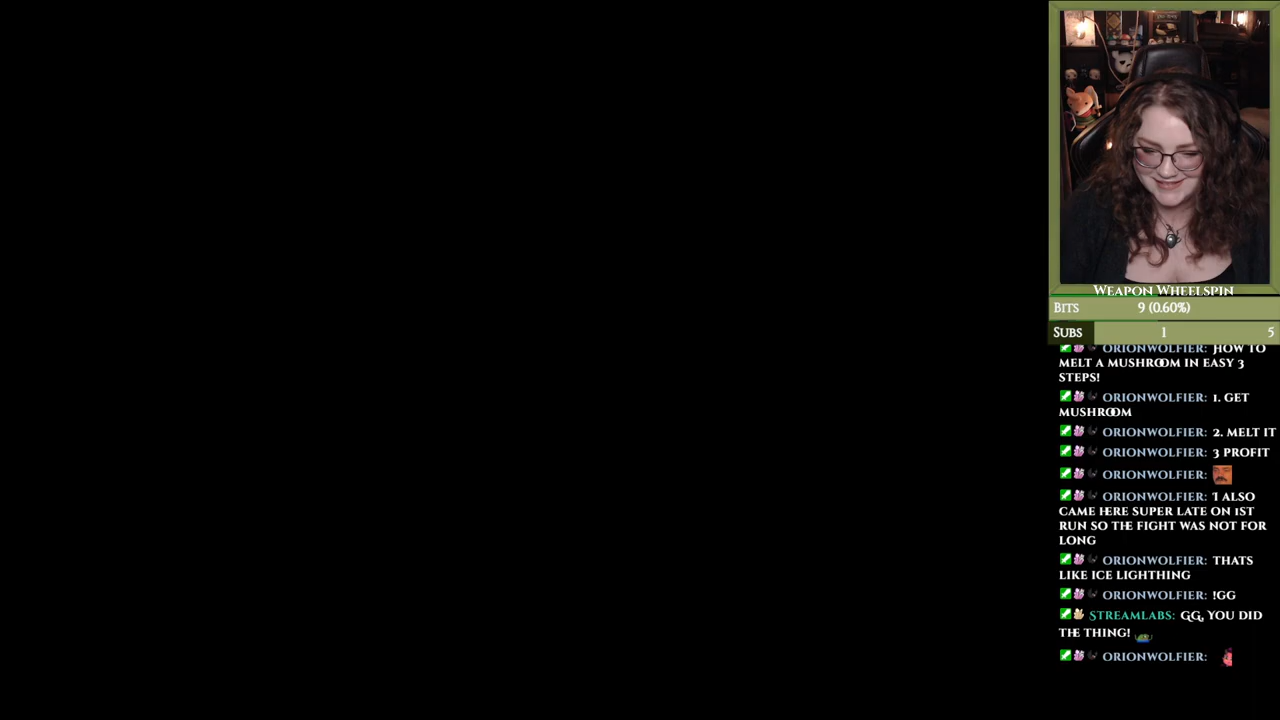 Weapon Wheelspin
Bits 9 (0.60%)
Subs 1 5
OrionWolfier: How to
melt a mushroom in easy 3
steps!
OrionWolfier: 1. Get
mushroom
OrionWolfier: 2. Melt it
OrionWolfier: 3 profit
OrionWolfier:
OrionWolfier: I also
came here super late on 1st
run so the fight was not for
long
OrionWolfier: thats
like ice lighthing
OrionWolfier: !gg
Streamlabs: GG, you did
the thing!
OrionWolfier: